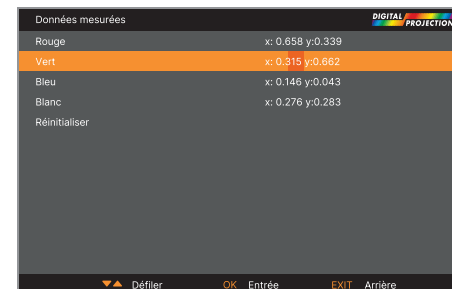 Données mesurées
DIGITAL PROJECTION
Rouge x: 0.658 y:0.339
Vert x: 0.315 y:0.662
Bleu x: 0.146 y:0.043
Blanc x: 0.276 y:0.283
Réinitialiser
Défiler OK Entrée EXIT Arrière